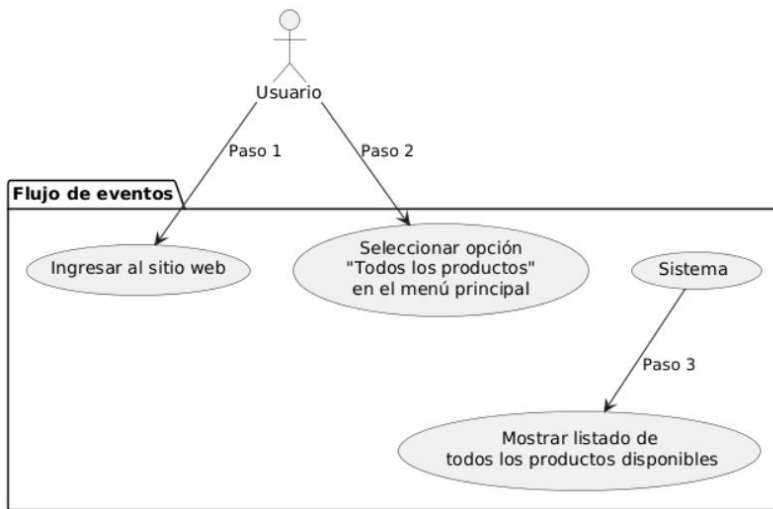 Usuario
Paso 1
Paso 2
Flujo de eventos
Ingresar al sitio web
Seleccionar opción
"Todos los productos"
en el menú principal
Sistema
Paso 3
Mostrar listado de
todos los productos disponibles